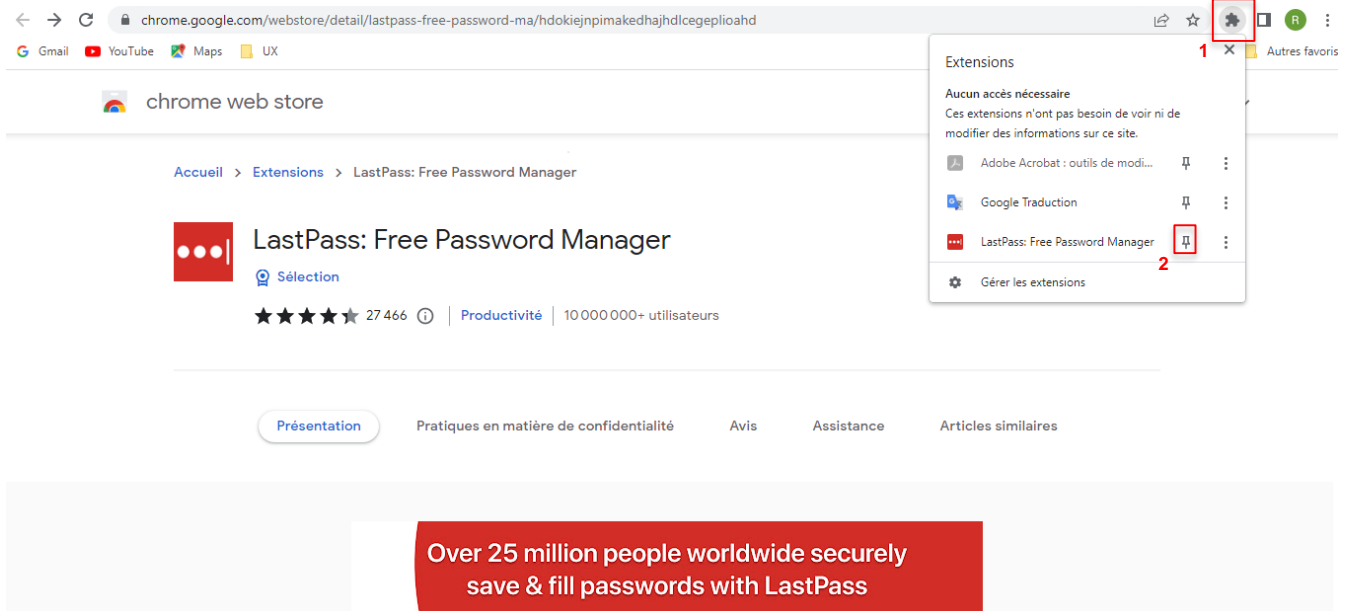 chrome.google.com/webstore/detail/lastpass-free-password-ma/hdokiejnpimakedhajhdlcegeplioahd
R
1
Gmail
YouTube
Maps
UX
Autres favoris
Extensions
Aucun accès nécessaire
Ces extensions n'ont pas besoin de voir ni de
modifier des informations sur ce site.
Adobe Acrobat : outils de modi...
Google Traduction
LastPass: Free Password Manager
2
Gérer les extensions
chrome web store
Accueil > Extensions > LastPass: Free Password Manager
LastPass: Free Password Manager
Sélection
27 466
Productivité
10 000 000+ utilisateurs
Présentation
Pratiques en matière de confidentialité
Avis
Assistance
Articles similaires
Over 25 million people worldwide securely
save & fill passwords with LastPass